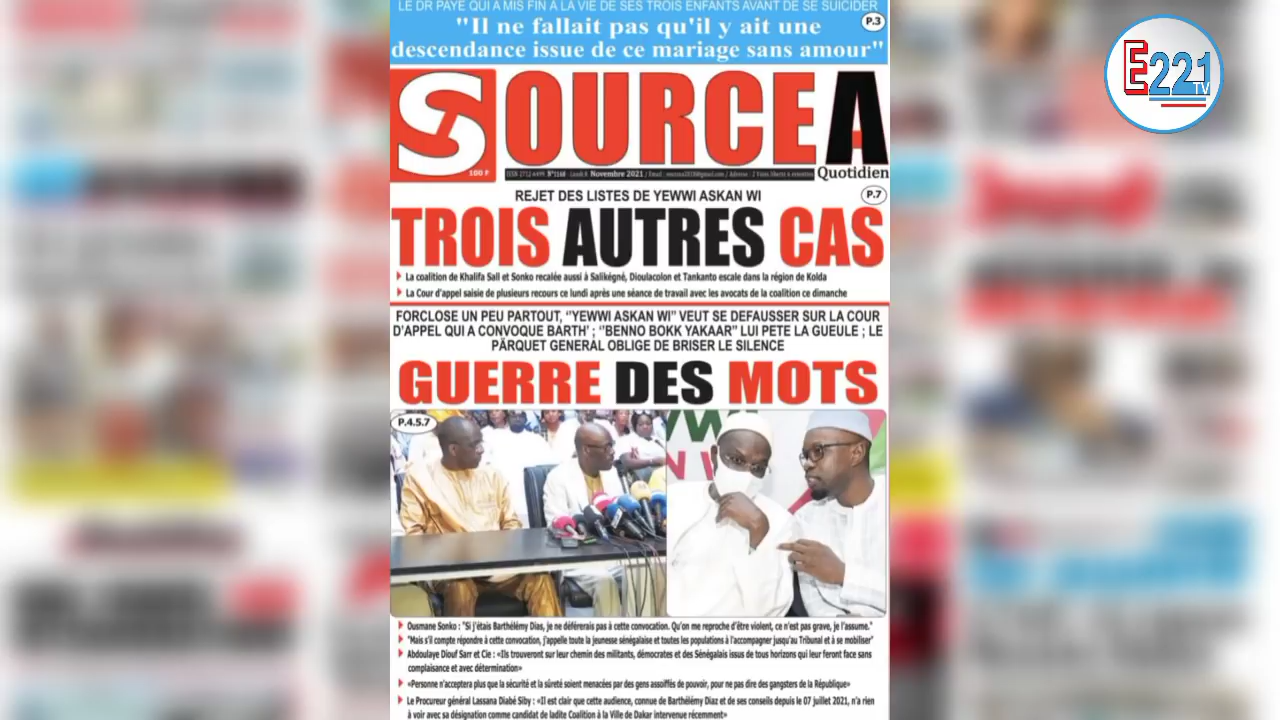 LE DR PAYE QUI A MIS FIN A LA VIE DE SES TROIS ENFANTS AVANT DE SE SUICIDER
"Il ne fallait pas qu'il y ait une
descendance issue de ce mariage sans amour"
P.3
E221
TV
SOURCE A
100 F
N°1168 Lundi 8 Novembre 2021 / Email :
Quotidien
REJET DES LISTES DE YEWWI ASKAN WI
P.7
TROIS AUTRES CAS
La coalition de Khalifa Sall et Sonko recalée aussi à Salikégné, Dioulacolon et Tankanto escale dans la région de Kolda
La Cour d'appel saisie de plusieurs recours ce lundi après une séance de travail avec les avocats de la coalition ce dimanche
FORCLOSE UN PEU PARTOUT, ‘’YEWWI ASKAN WI’’ VEUT SE DEFAUSSER SUR LA COUR
D’APPEL QUI A CONVOQUE BARTH’ ; ‘’BENNO BOKK YAKAAR’’ LUI PETE LA GUEULE ; LE
PARQUET GENERAL OBLIGE DE BRISER LE SILENCE
GUERRE DES MOTS
P.4.5.7
Ousmane Sonko : "Si j'étais Barthélémy Dias, je ne déférerais pas à cette convocation. Qu'on me reproche d'être violent, ce n'est pas grave, je l'assume."
"Mais s'il compte répondre à cette convocation, j'appelle toute la jeunesse sénégalaise et toutes les populations à l'accompagner jusqu'au Tribunal et à se mobiliser"
Abdoulaye Diouf Sarr et Cie : «Ils trouveront sur leur chemin des militants, démocrates et des Sénégalais issus de tous horizons qui leur feront face sans
complaisance et avec détermination»
«Personne n'acceptera plus que la sécurité et la sûreté soient menacées par des gens assoiffés de pouvoir, pour ne pas dire des gangsters de la République»
Le Procureur général Lassana Diabé Siby : «Il est clair que cette audience, connue de Barthélémy Diaz et de ses conseils depuis le 07 juillet 2021, n'a rien
à voir avec sa désignation comme candidat de ladite Coalition à la Ville de Dakar intervenue récemment»